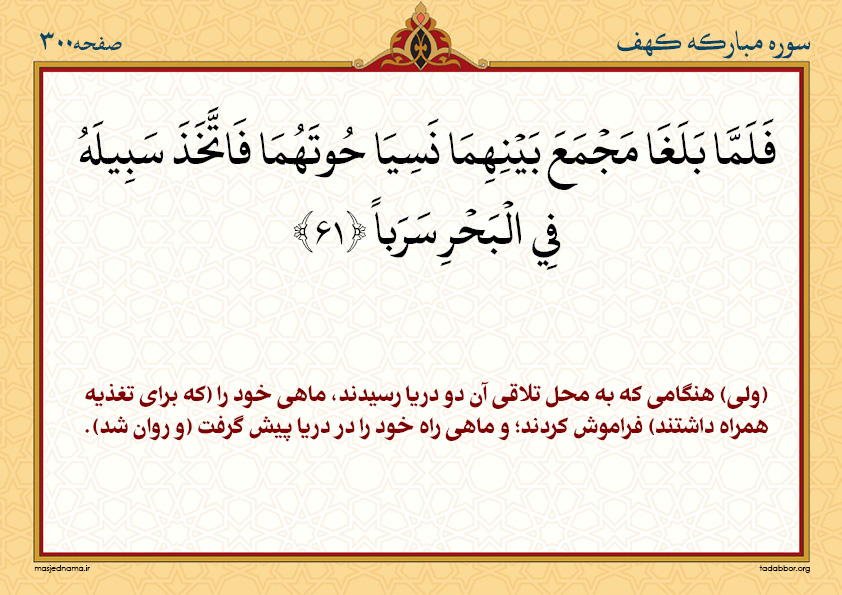 سوره مبارکه کهف
صفحه۳۰۰
فَلَمَّا بَلَغَا مَجْمَعَ بَيْنِهِمَا نَسِيَا حُوتَهُمَا فَاتَّخَذَ سَبِيلَهُ
فِي الْبَحْرِ سَرَباً ﴿۶۱﴾
(ولی) هنگامی که به محل تلاقی آن دو دریا رسیدند، ماهی خود را (که برای تغذیه
همراه داشتند) فراموش کردند؛ و ماهی راه خود را در دریا پیش گرفت (و روان شد).
masjednama.ir
tadabbor.org